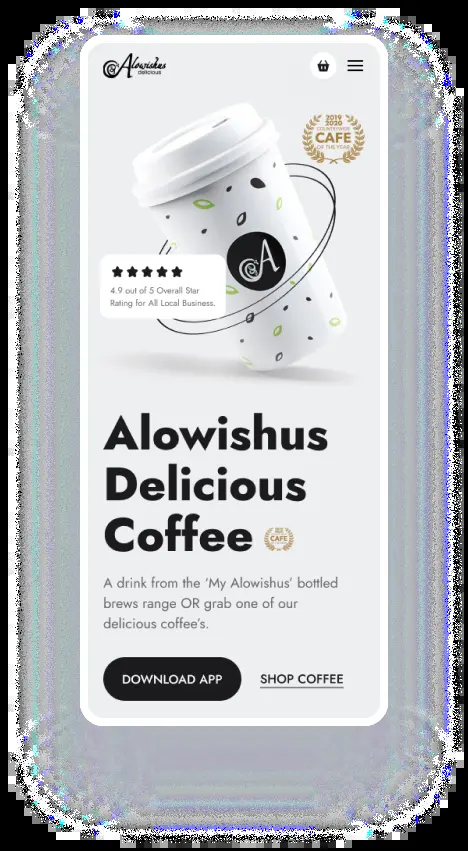 Alowishus
delicious
2019
2020
COUNTRYWIDE
CAFE
OF THE YEAR
A
4.9 out of 5 Overall Star
Rating for All Local Business.
Alowishus
Delicious
Coffee
CAFE
A drink from the ‘My Alowishus’ bottled
brews range OR grab one of our
delicious coffee’s.
DOWNLOAD APP
SHOP COFFEE